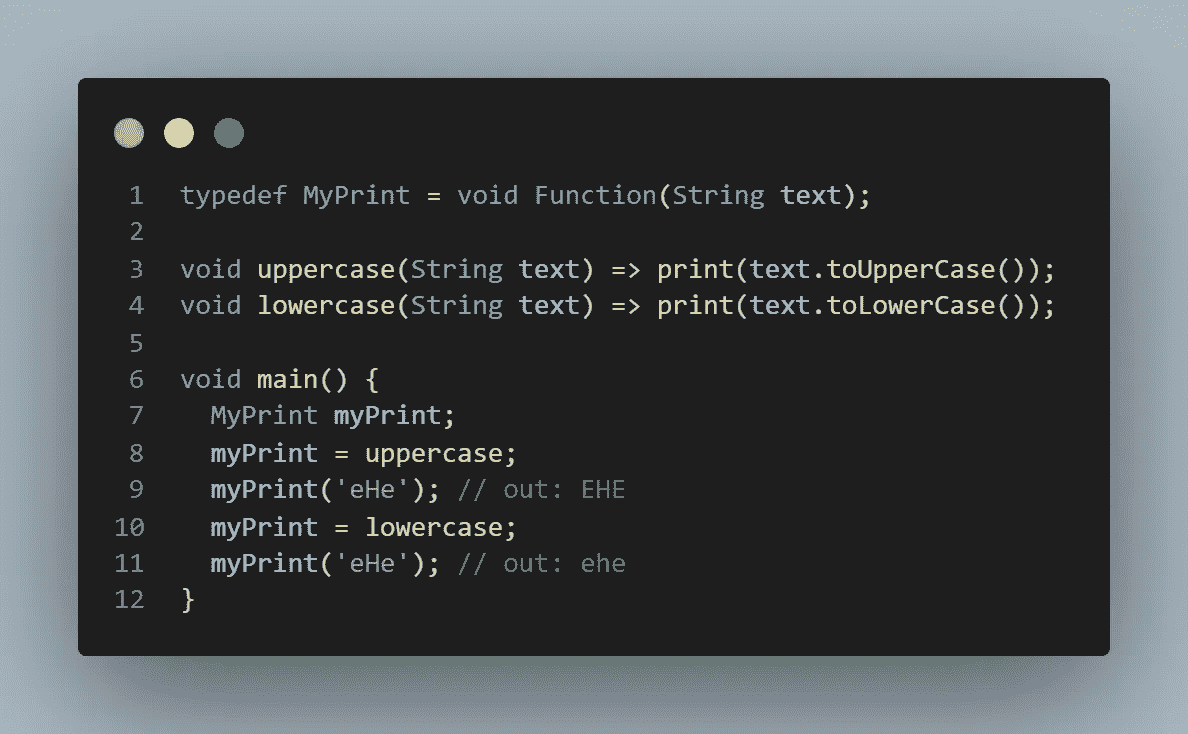 1 typedef MyPrint = void Function(String text);
2
3 void uppercase(String text) => print(text.toUpperCase());
4 void lowercase(String text) => print(text.toLowerCase());
5
6 void main() {
7   MyPrint myPrint;
8   myPrint = uppercase;
9   myPrint('eHe'); // out: EHE
10   myPrint = lowercase;
11   myPrint('eHe'); // out: ehe
12 }